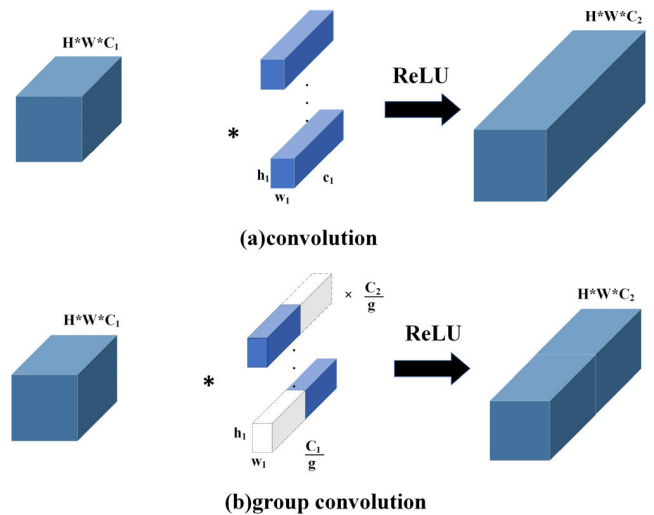 H*W*C₁
*
h₁
w₁
c₁
ReLU
H*W*C₂
(a)convolution
H*W*C₁
*
× C₂/g
h₁
w₁
C₁/g
ReLU
H*W*C₂
(b)group convolution